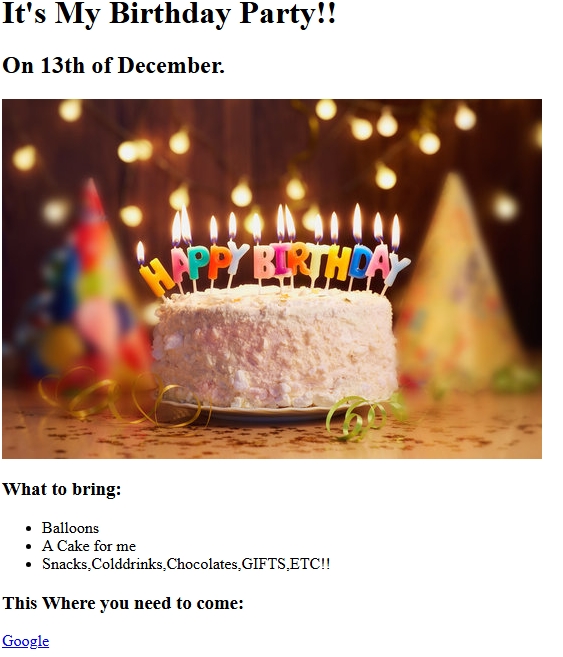 It's My Birthday Party!!
On 13th of December.
HAPPY BIRTHDAY
What to bring:
Balloons
A Cake for me
Snacks,Colddrinks,Chocolates,GIFTS,ETC!!
This Where you need to come:
Google